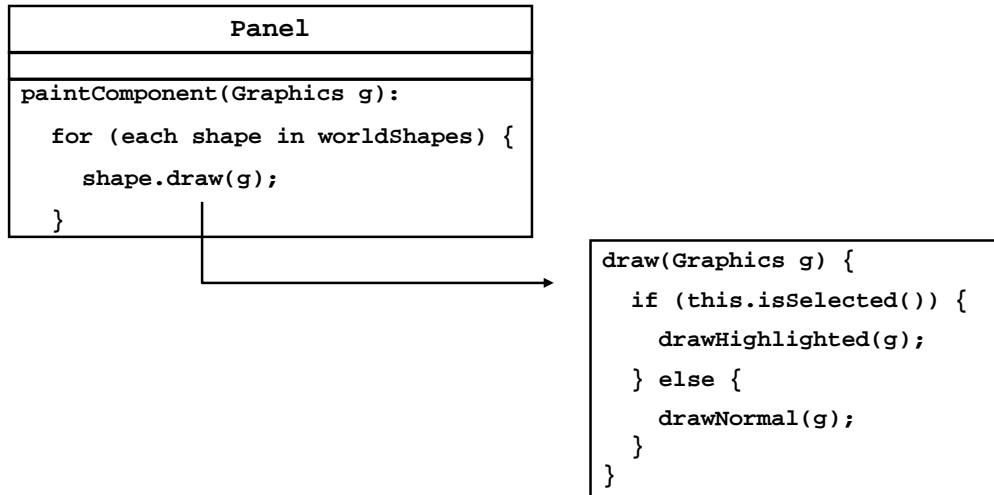 Panel
paintComponent(Graphics g):
for (each shape in worldShapes) {
shape.draw(g);
}
draw(Graphics g) {
if (this.isSelected()) {
drawHighlighted(g);
} else {
drawNormal(g);
}
}